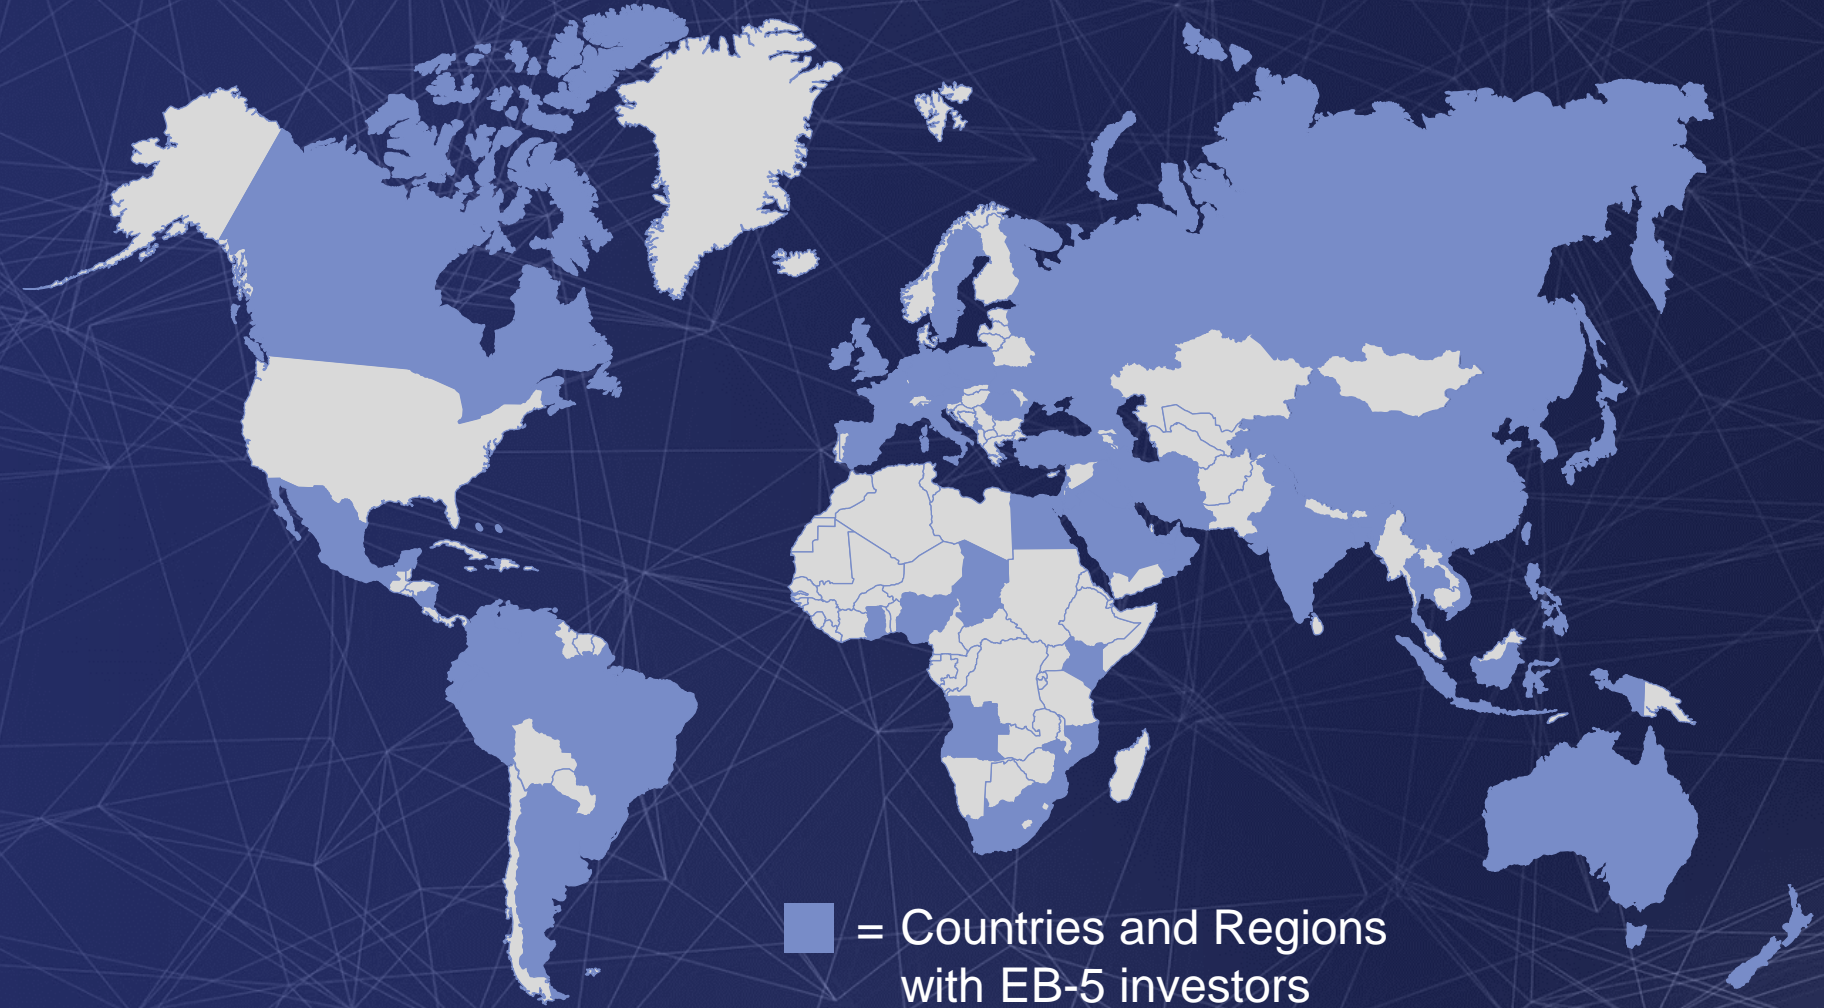 = Countries and Regions
with EB-5 investors